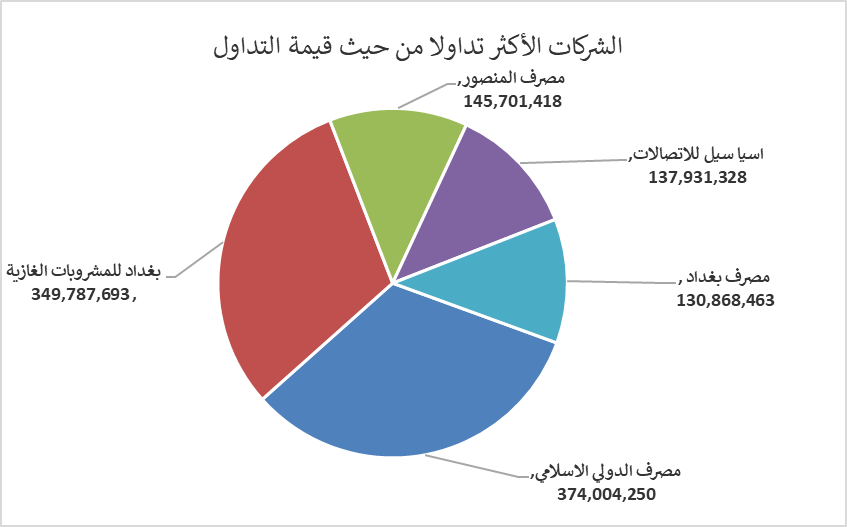 الشركات الأكثر تداولا من حيث قيمة التداول
مصرف المنصور,
145,701,418
اسيا سيل للاتصالات,
137,931,328
مصرف بغداد ,
130,868,463
بغداد للمشروبات الغازية
349,787,693 ,
مصرف الدولي الاسلامي,
374,004,250